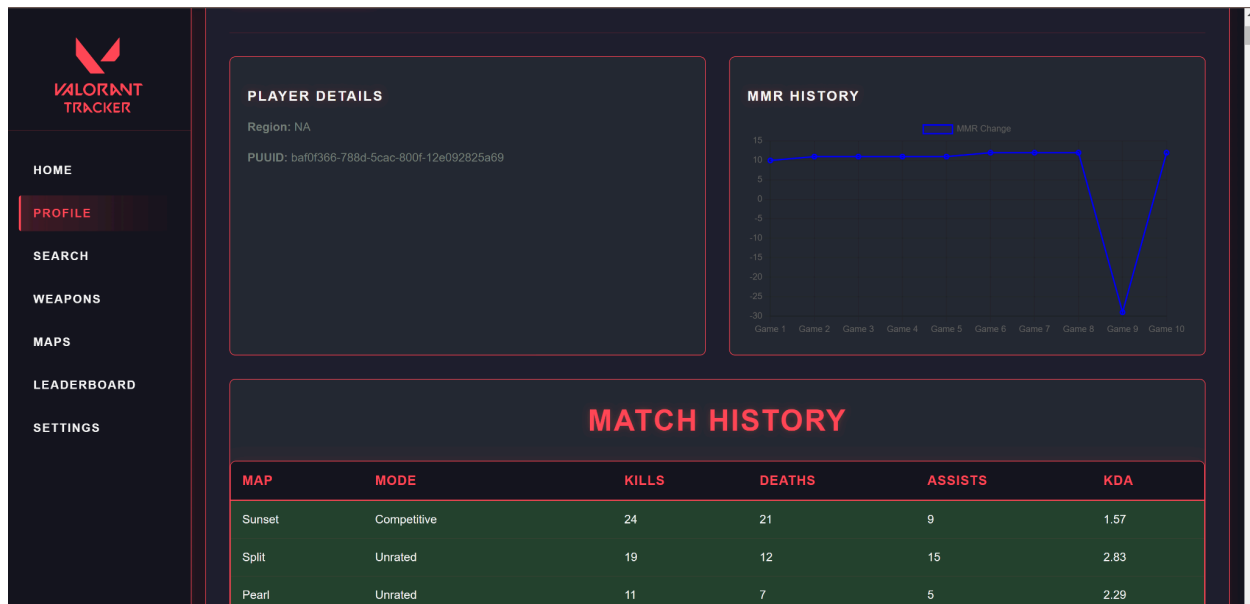 VALORANT
TRACKER
HOME
PROFILE
SEARCH
WEAPONS
MAPS
LEADERBOARD
SETTINGS
PLAYER DETAILS
Region: NA
PUUID: baf0f366-788d-5cac-800f-12e092825a69
MMR HISTORY
MMR Change
15
10
5
0
-5
-10
-15
-20
-25
-30
Game 1 Game 2 Game 3 Game 4 Game 5 Game 6 Game 7 Game 8 Game 9 Game 10
MATCH HISTORY
MAP MODE KILLS DEATHS ASSISTS KDA
Sunset Competitive 24 21 9 1.57
Split Unrated 19 12 15 2.83
Pearl Unrated 11 7 5 2.29